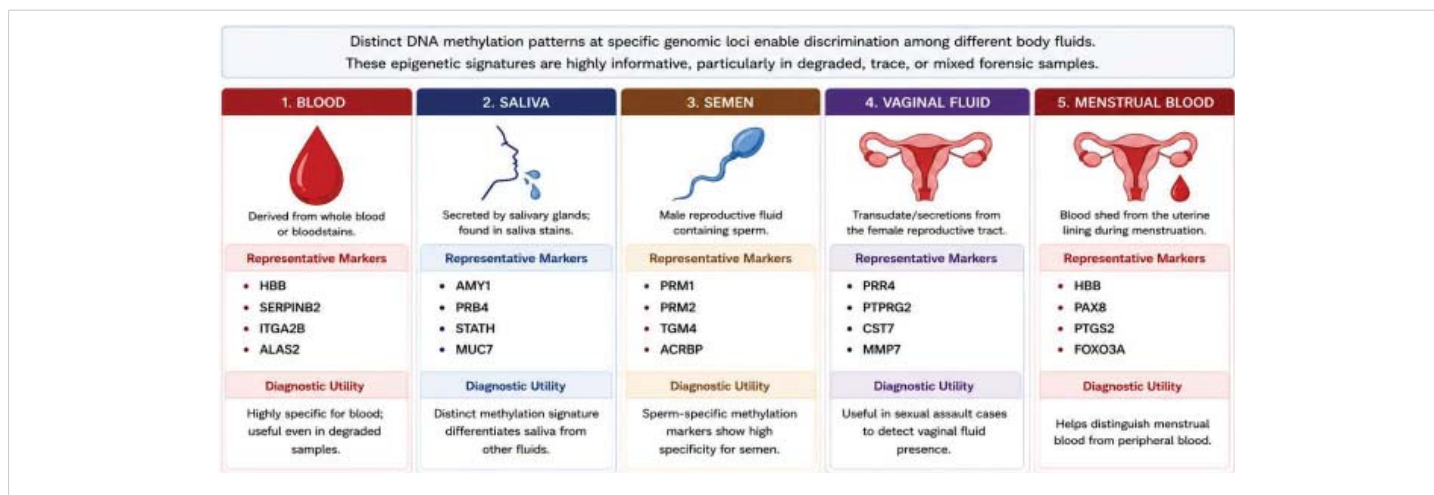 Distinct DNA methylation patterns at specific genomic loci enable discrimination among different body fluids.
These epigenetic signatures are highly informative, particularly in degraded, trace, or mixed forensic samples.
1. BLOOD
Derived from whole blood
or bloodstains.
Representative Markers
• HBB
• SERPINB2
• ITGA2B
• ALAS2
Diagnostic Utility
Highly specific for blood;
useful even in degraded
samples.
2. SALIVA
Secreted by salivary glands;
found in saliva stains.
Representative Markers
• AMY1
• PRB4
• STATH
• MUC7
Diagnostic Utility
Distinct methylation signature
differentiates saliva from
other fluids.
3. SEMEN
Male reproductive fluid
containing sperm.
Representative Markers
• PRM1
• PRM2
• TGM4
• ACRBP
Diagnostic Utility
Sperm-specific methylation
markers show high
specificity for semen.
4. VAGINAL FLUID
Transudate/secretions from
the female reproductive tract.
Representative Markers
• PRR4
• PTPRG2
• CST7
• MMP7
Diagnostic Utility
Useful in sexual assault cases
to detect vaginal fluid
presence.
5. MENSTRUAL BLOOD
Blood shed from the uterine
lining during menstruation.
Representative Markers
• HBB
• PAX8
• PTGS2
• FOXO3A
Diagnostic Utility
Helps distinguish menstrual
blood from peripheral blood.